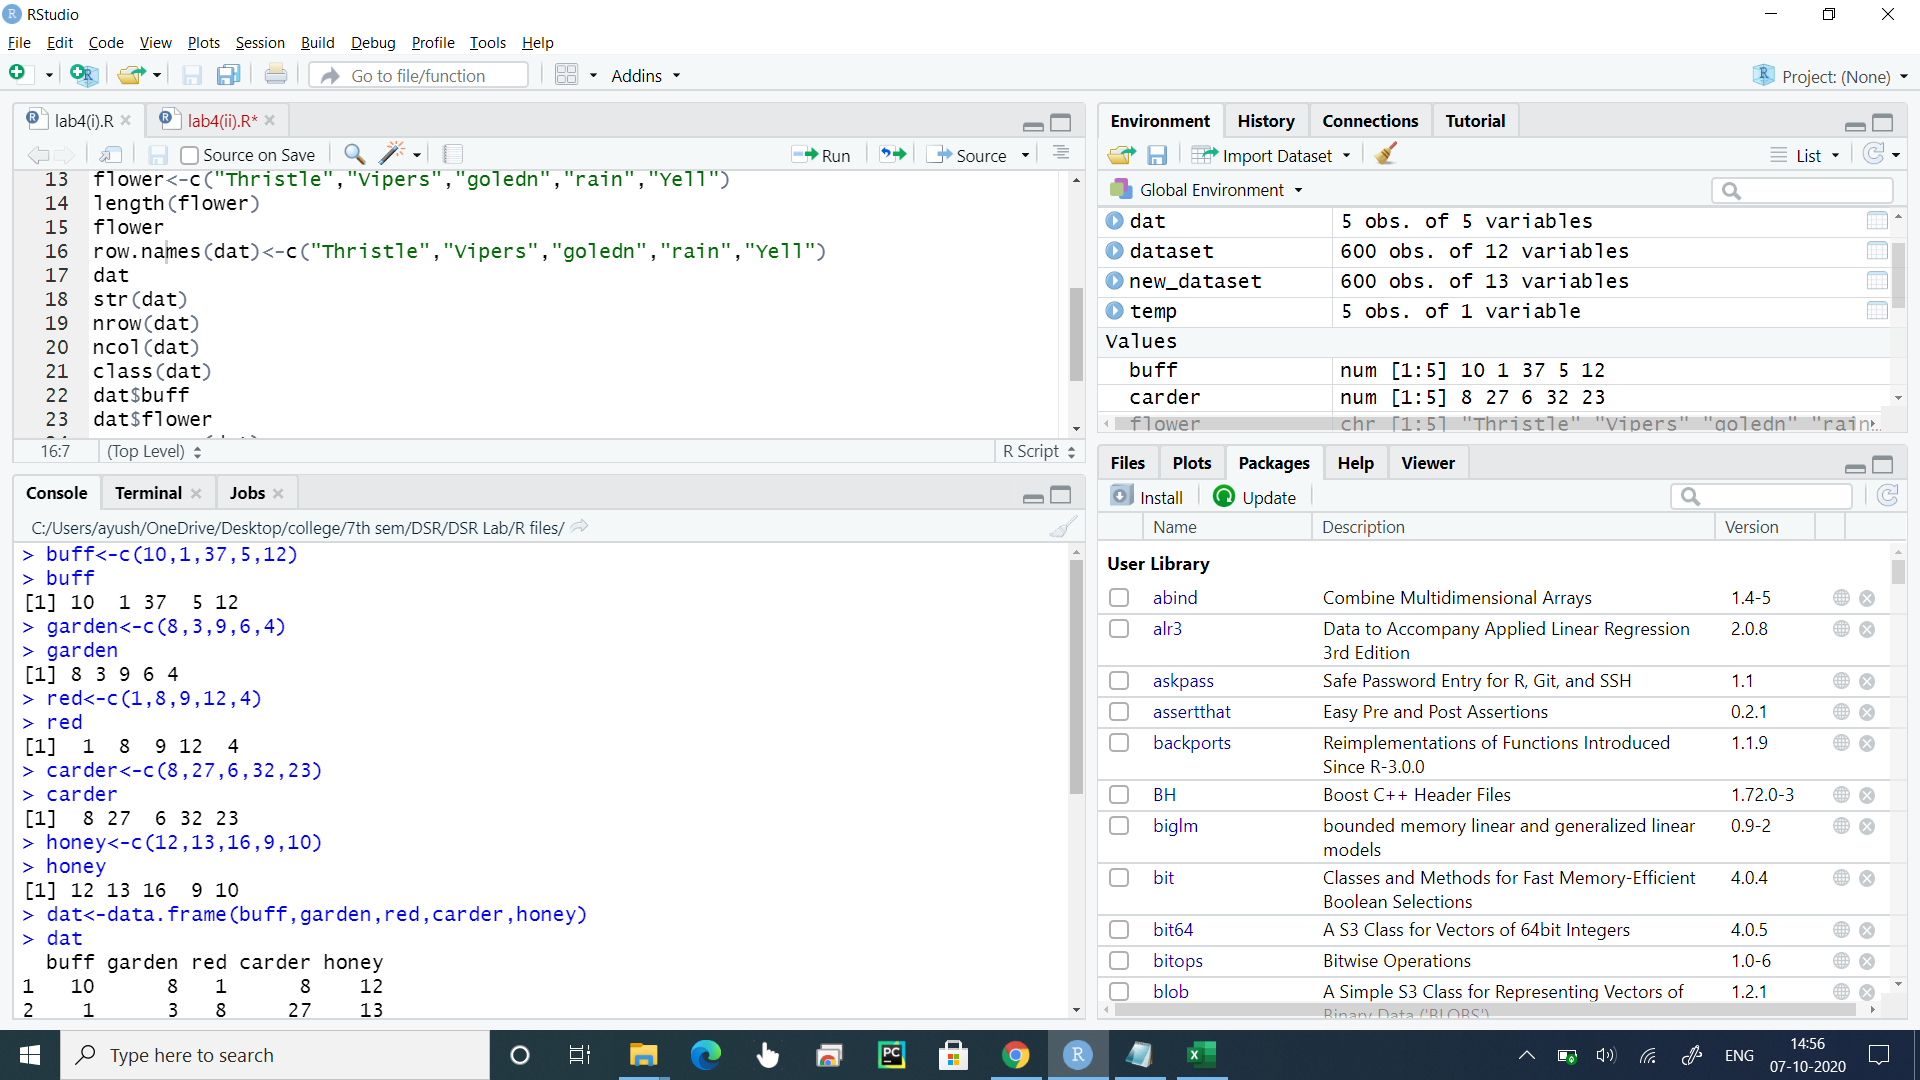 RStudio
File Edit Code View Plots Session Build Debug Profile Tools Help
Go to file/function Addins Project: (None)
lab4(i).R lab4(ii).R*
Source on Save Run Source
13 flower<-c("Thristle","Vipers","goledn","rain","Yell")
14 length(flower)
15 flower
16 row.names(dat)<-c("Thristle","Vipers","goledn","rain","Yell")
17 dat
18 str(dat)
19 nrow(dat)
20 ncol(dat)
21 class(dat)
22 dat$buff
23 dat$flower
16:7 (Top Level) R Script
Console Terminal Jobs
C:/Users/ayush/OneDrive/Desktop/college/7th sem/DSR/DSR Lab/R files/
> buff<-c(10,1,37,5,12)
> buff
[1] 10  1 37  5 12
> garden<-c(8,3,9,6,4)
> garden
[1] 8 3 9 6 4
> red<-c(1,8,9,12,4)
> red
[1]  1  8  9 12  4
> carder<-c(8,27,6,32,23)
> carder
[1]  8 27  6 32 23
> honey<-c(12,13,16,9,10)
> honey
[1] 12 13 16  9 10
> dat<-data.frame(buff,garden,red,carder,honey)
> dat
  buff garden red carder honey
1   10      8   1      8    12
2    1      3   8     27    13
Environment History Connections Tutorial
Import Dataset List
Global Environment
dat 5 obs. of 5 variables
dataset 600 obs. of 12 variables
new_dataset 600 obs. of 13 variables
temp 5 obs. of 1 variable
Values
buff num [1:5] 10 1 37 5 12
carder num [1:5] 8 27 6 32 23
flower chr [1:5] "Thristle" "Vipers" "goledn" "rain…
Files Plots Packages Help Viewer
Install Update
Name Description Version
User Library
abind Combine Multidimensional Arrays 1.4-5
alr3 Data to Accompany Applied Linear Regression 2.0.8
3rd Edition
askpass Safe Password Entry for R, Git, and SSH 1.1
assertthat Easy Pre and Post Assertions 0.2.1
backports Reimplementations of Functions Introduced 1.1.9
Since R-3.0.0
BH Boost C++ Header Files 1.72.0-3
biglm bounded memory linear and generalized linear 0.9-2
models
bit Classes and Methods for Fast Memory-Efficient 4.0.4
Boolean Selections
bit64 A S3 Class for Vectors of 64bit Integers 4.0.5
bitops Bitwise Operations 1.0-6
blob A Simple S3 Class for Representing Vectors of 1.2.1
Binary Data ('BLOBS')
Type here to search
ENG
14:56
07-10-2020